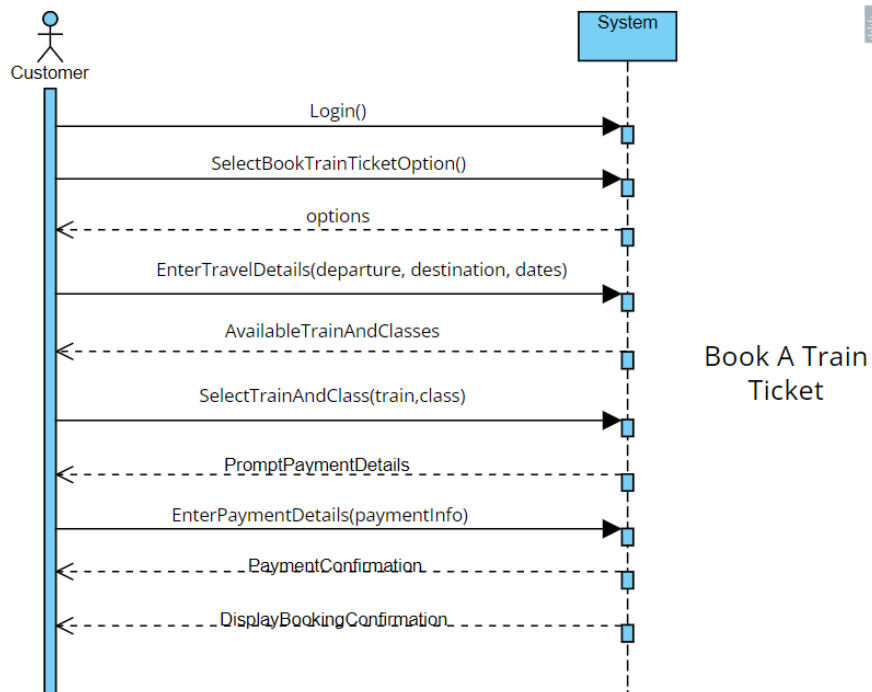 System
Customer
Login()
SelectBookTrainTicketOption()
options
EnterTravelDetails(departure, destination, dates)
AvailableTrainAndClasses
Book A Train
Ticket
SelectTrainAndClass(train,class)
PromptPaymentDetails
EnterPaymentDetails(paymentInfo)
PaymentConfirmation
DisplayBookingConfirmation